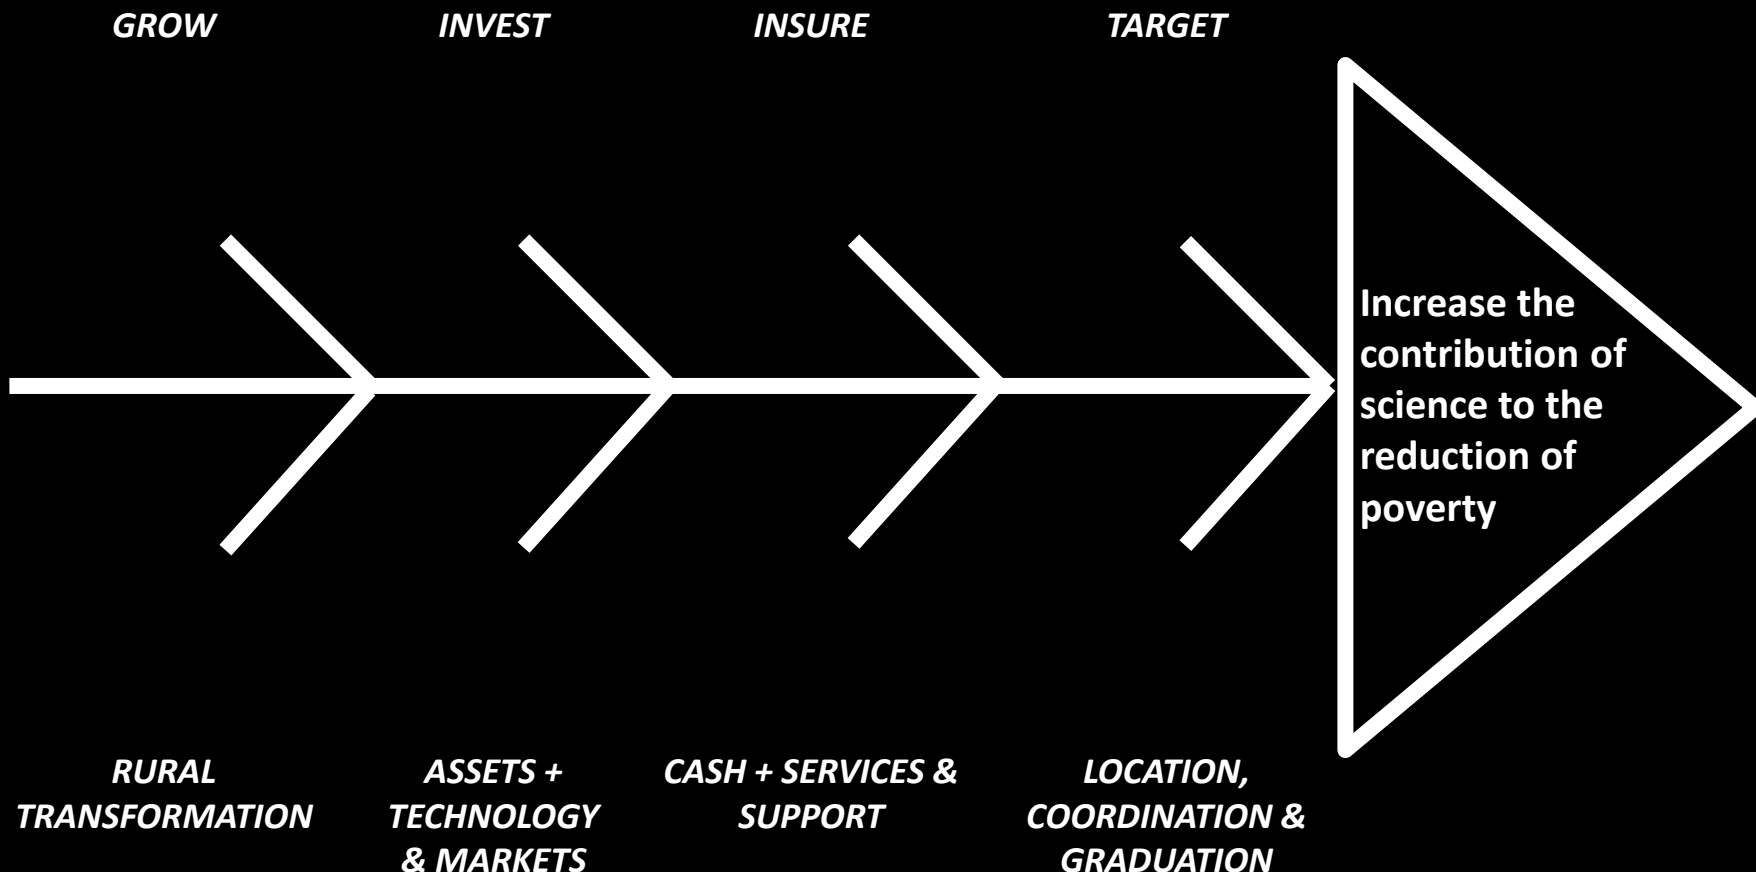 GROW
INVEST
INSURE
TARGET
Increase the
contribution of
science to the
reduction of
poverty
RURAL
TRANSFORMATION
ASSETS +
TECHNOLOGY
& MARKETS
CASH + SERVICES &
SUPPORT
LOCATION,
COORDINATION &
GRADUATION